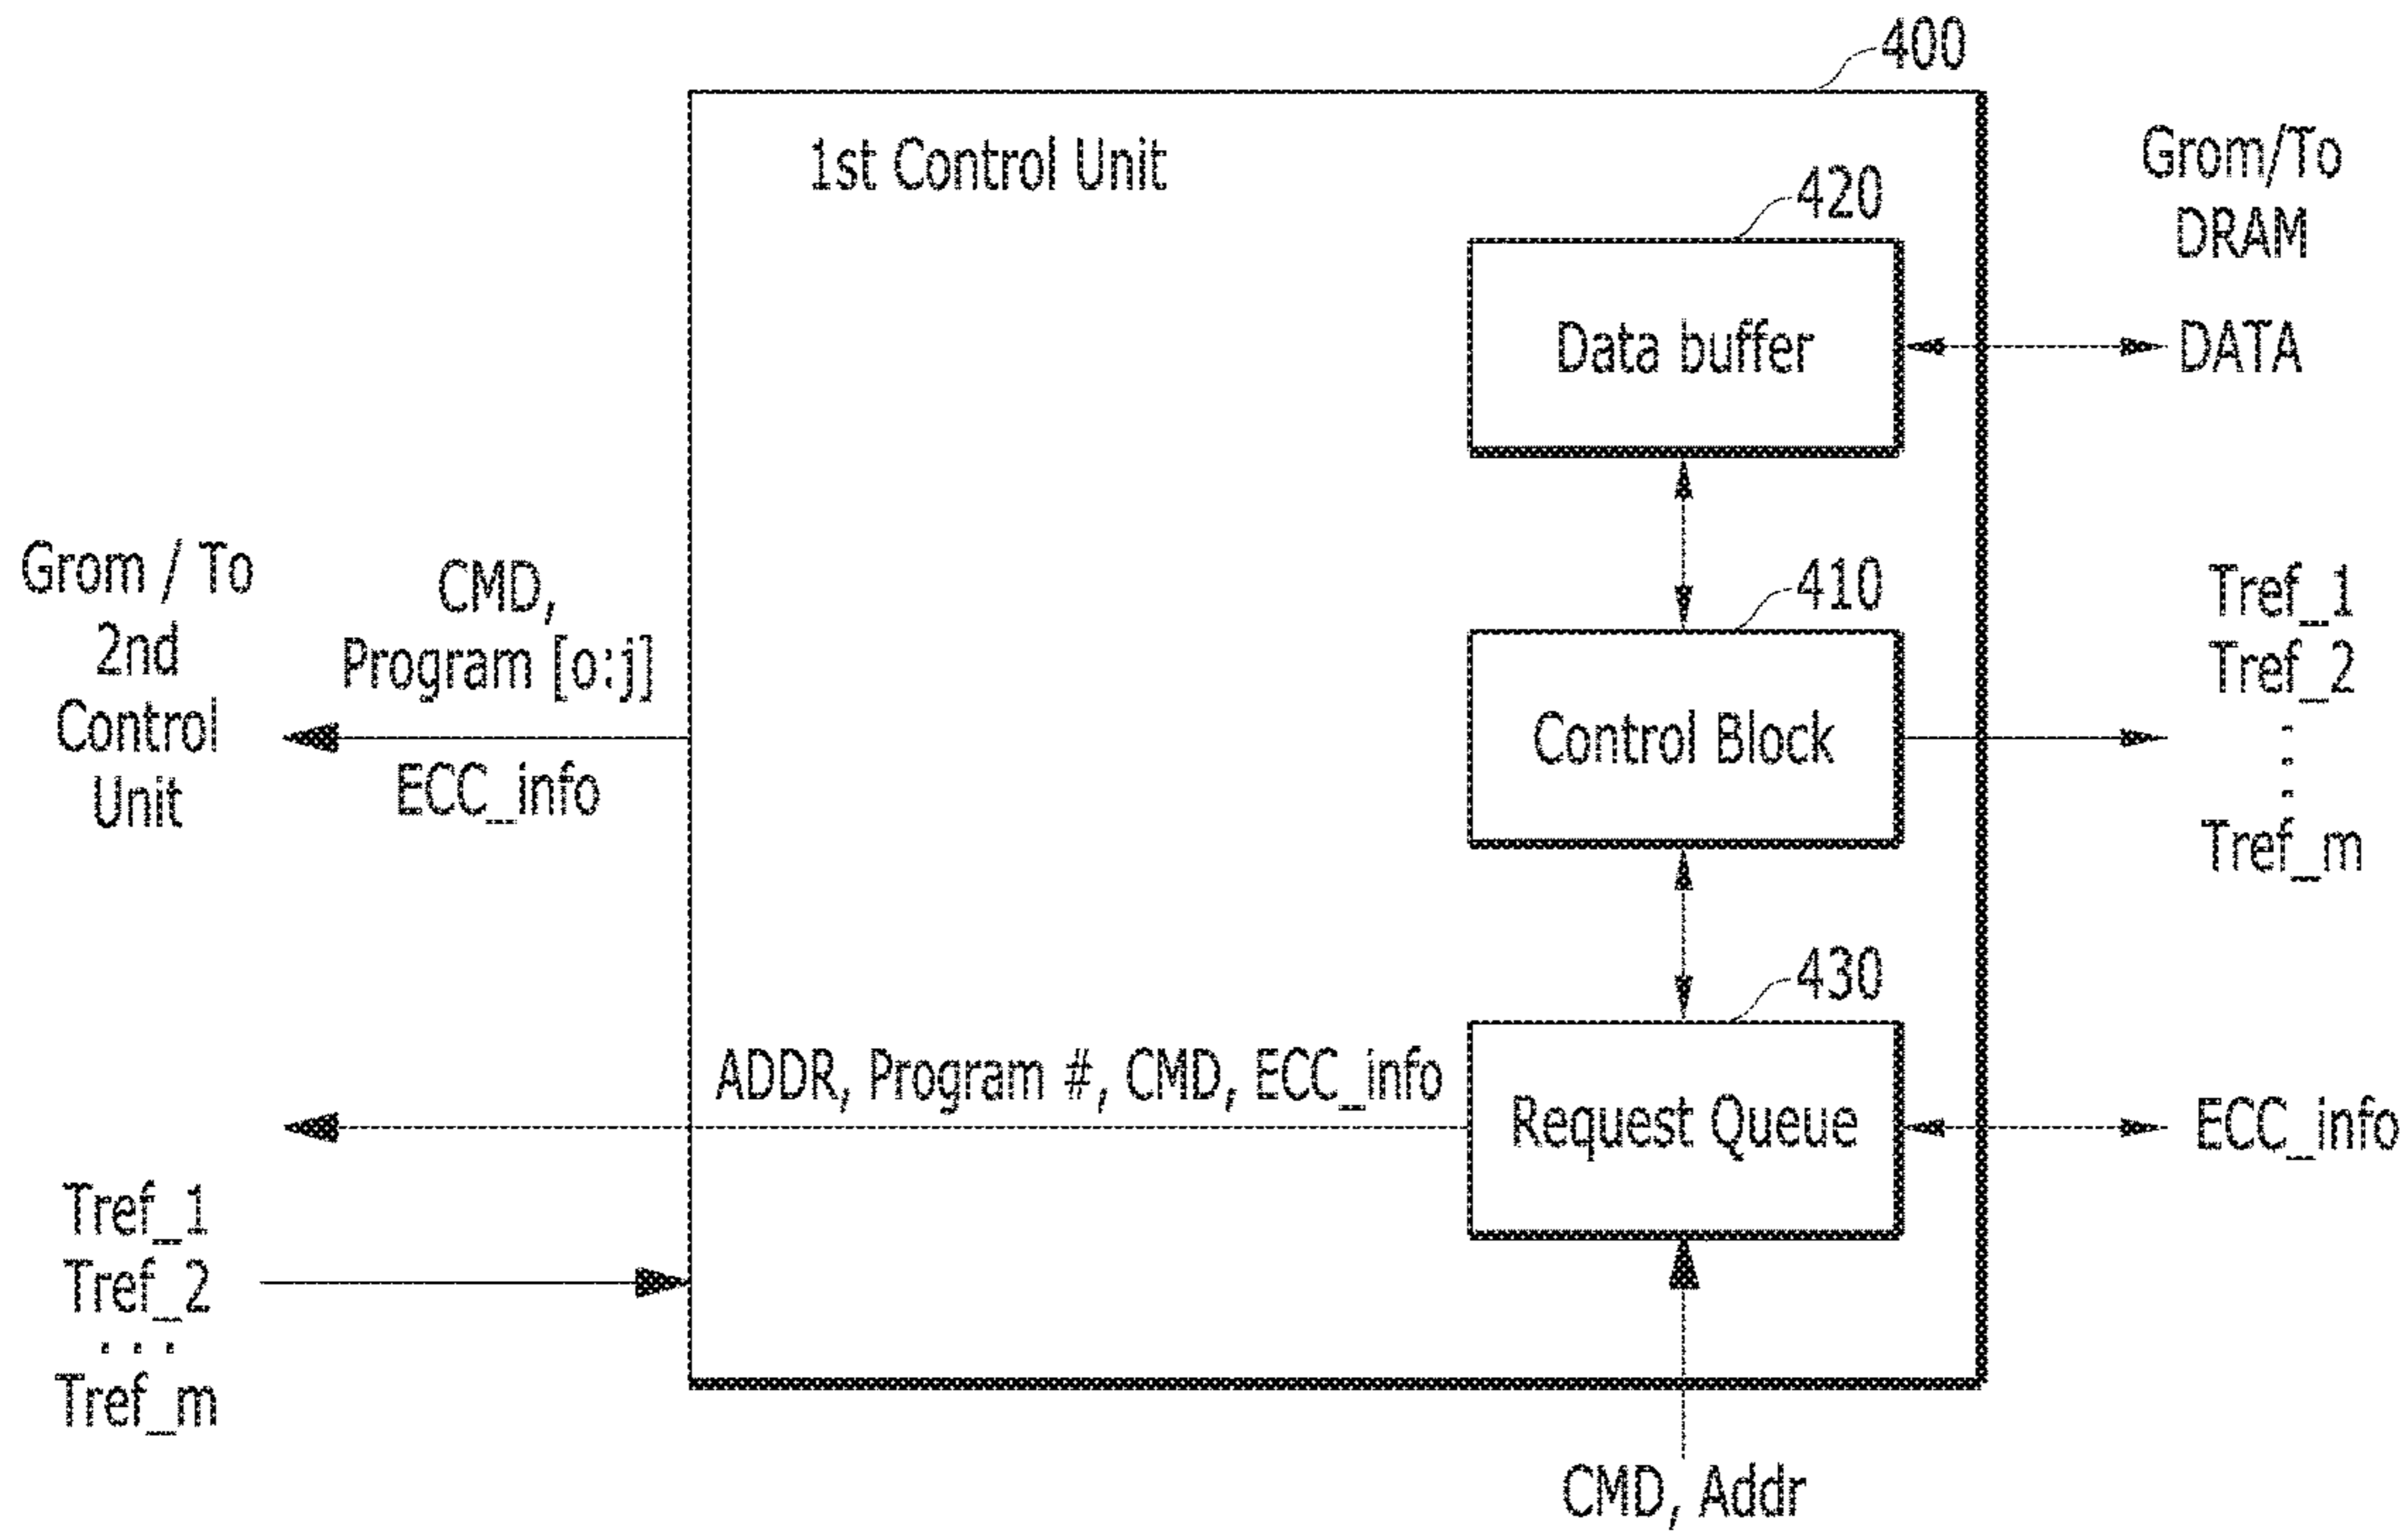 400
1st Control Unit
Grom/To
DRAM
420
Data buffer
DATA
Grom / To
2nd
Control
Unit
CMD,
Program [o:j]
ECC_info
410
Control Block
Tref_1
Tref_2
:
Tref_m
430
ADDR, Program #, CMD, ECC_info
Request Queue
ECC_info
Tref_1
Tref_2
...
Tref_m
CMD, Addr